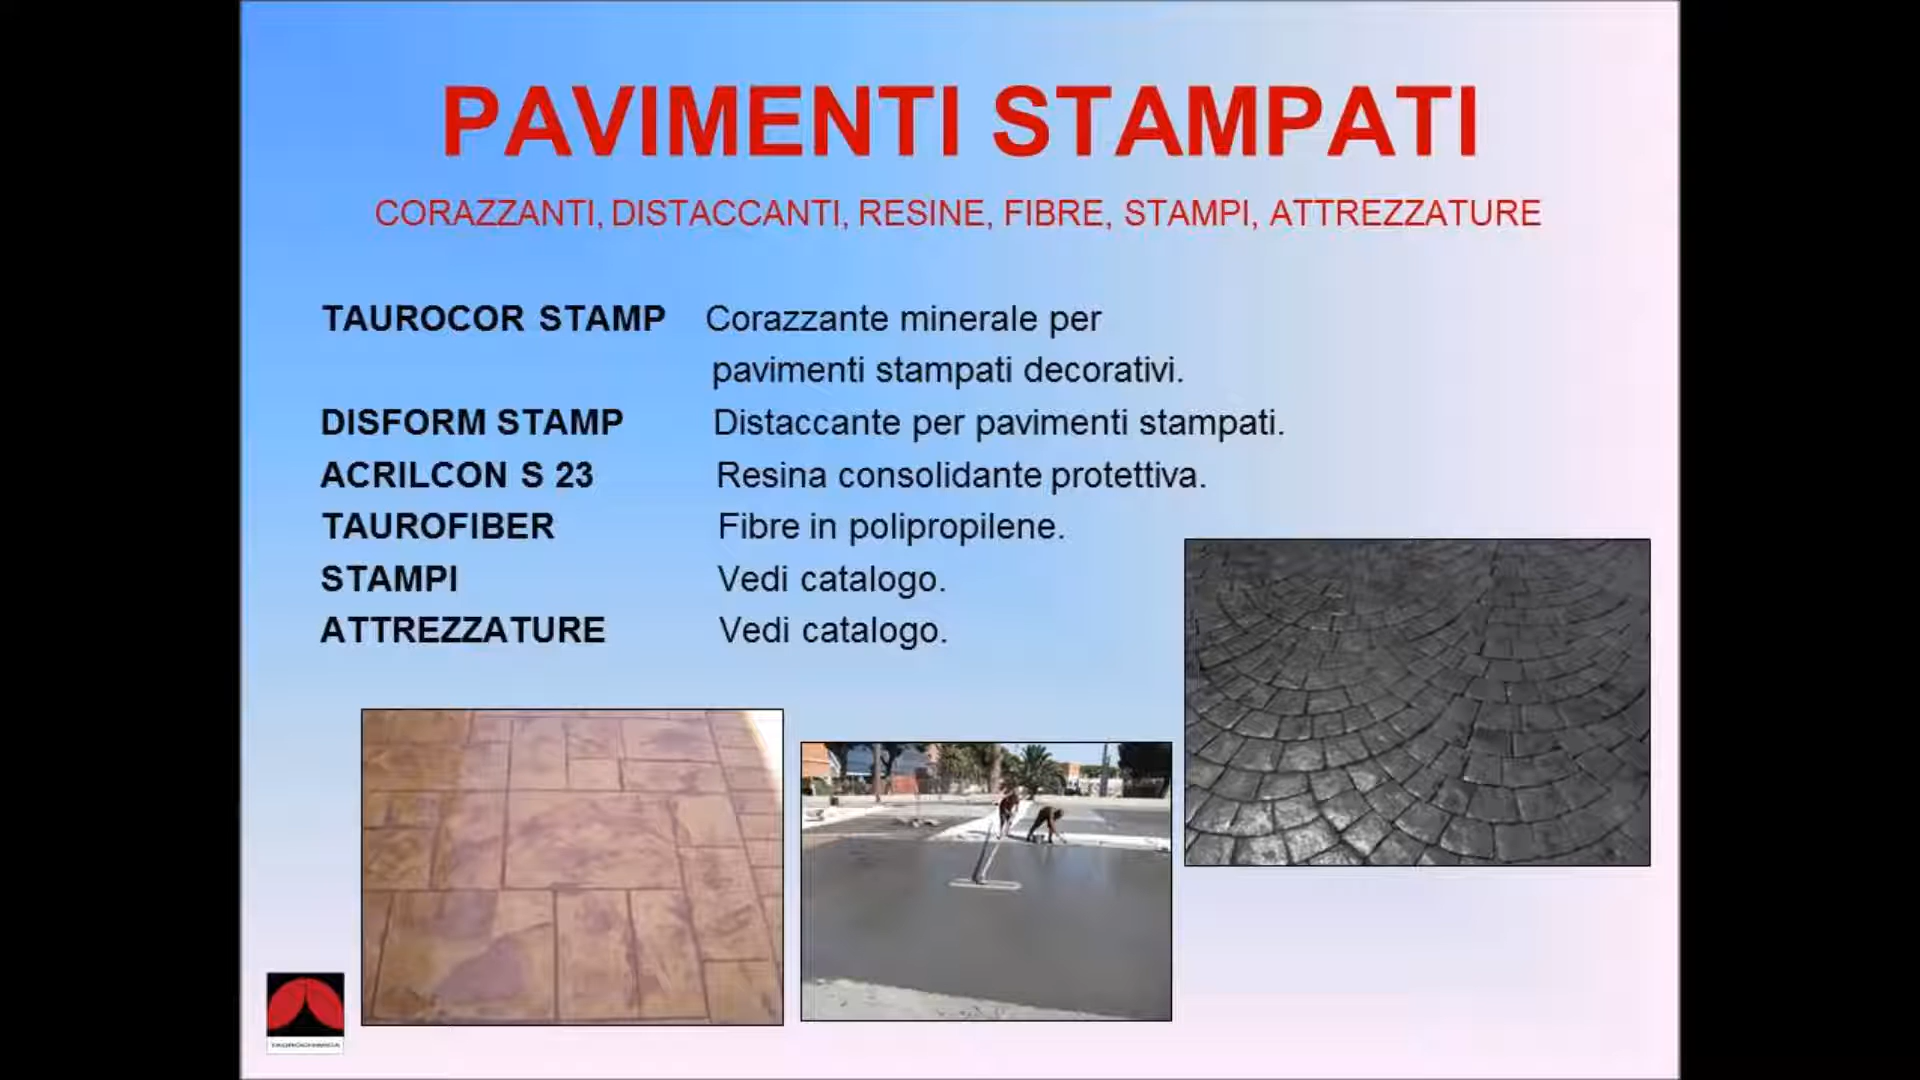 PAVIMENTI STAMPATI
CORAZZANTI, DISTACCANTI, RESINE, FIBRE, STAMPI, ATTREZZATURE
TAUROCOR STAMP Corazzante minerale per
pavimenti stampati decorativi.
DISFORM STAMP Distaccante per pavimenti stampati.
ACRILCON S 23 Resina consolidante protettiva.
TAUROFIBER Fibre in polipropilene.
STAMPI Vedi catalogo.
ATTREZZATURE Vedi catalogo.